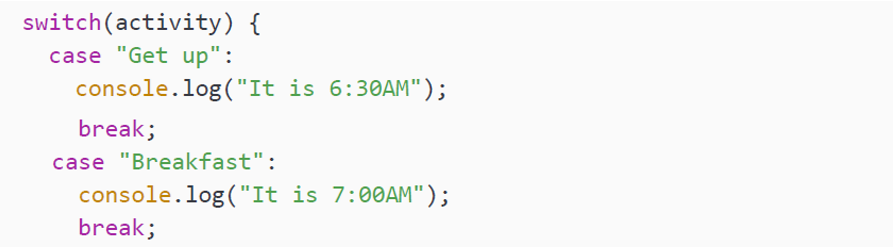 switch(activity) {
case "Get up":
console.log("It is 6:30AM");
break;
case "Breakfast":
console.log("It is 7:00AM");
break;